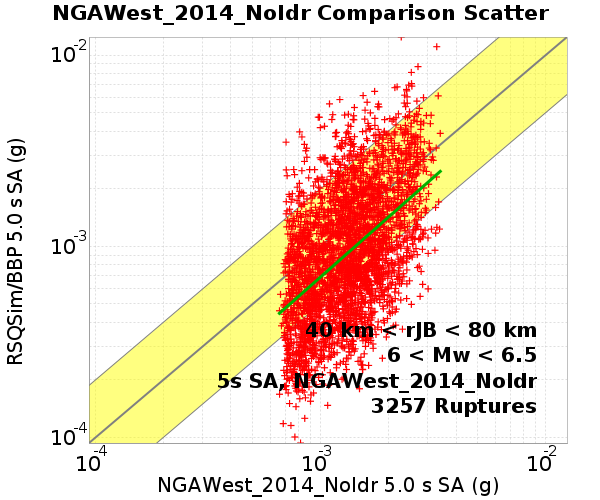 NGAWest_2014_NoIdr Comparison Scatter
10-2
10-3
10-4
RSQSim/BBP 5.0 s SA (g)
40 km < rJB < 80 km
6 < Mw < 6.5
5s SA, NGAWest_2014_NoIdr
3257 Ruptures
10-4 10-3 10-2
NGAWest_2014_NoIdr 5.0 s SA (g)